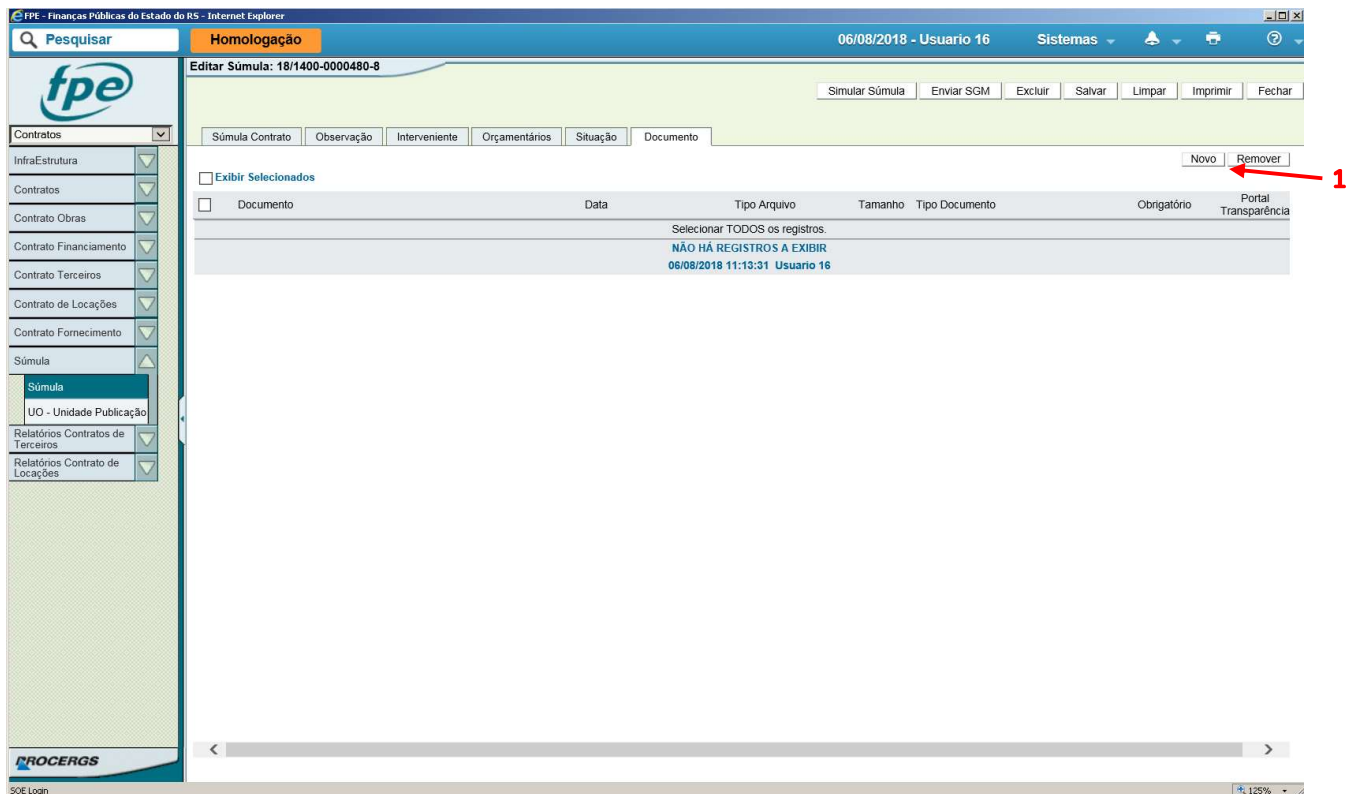 FPE - Finanças Públicas do Estado do RS - Internet Explorer
Pesquisar Homologação 06/08/2018 - Usuario 16 Sistemas
fpe
Editar Súmula: 18/1400-0000480-8
Simular Súmula Enviar SGM Excluir Salvar Limpar Imprimir Fechar
Contratos
Súmula Contrato Observação Interveniente Orçamentários Situação Documento
InfraEstrutura
Contratos
Contrato Obras
Contrato Financiamento
Contrato Terceiros
Contrato de Locações
Contrato Fornecimento
Súmula
Súmula
UO - Unidade Publicação
Relatórios Contratos de
Terceiros
Relatórios Contrato de
Locações
Novo Remover
1
Exibir Selecionados
Documento Data Tipo Arquivo Tamanho Tipo Documento Obrigatório Portal
Transparência
Selecionar TODOS os registros.
NÃO HÁ REGISTROS A EXIBIR
06/08/2018 11:13:31 Usuario 16
PROCERGS
SOE Login
125%